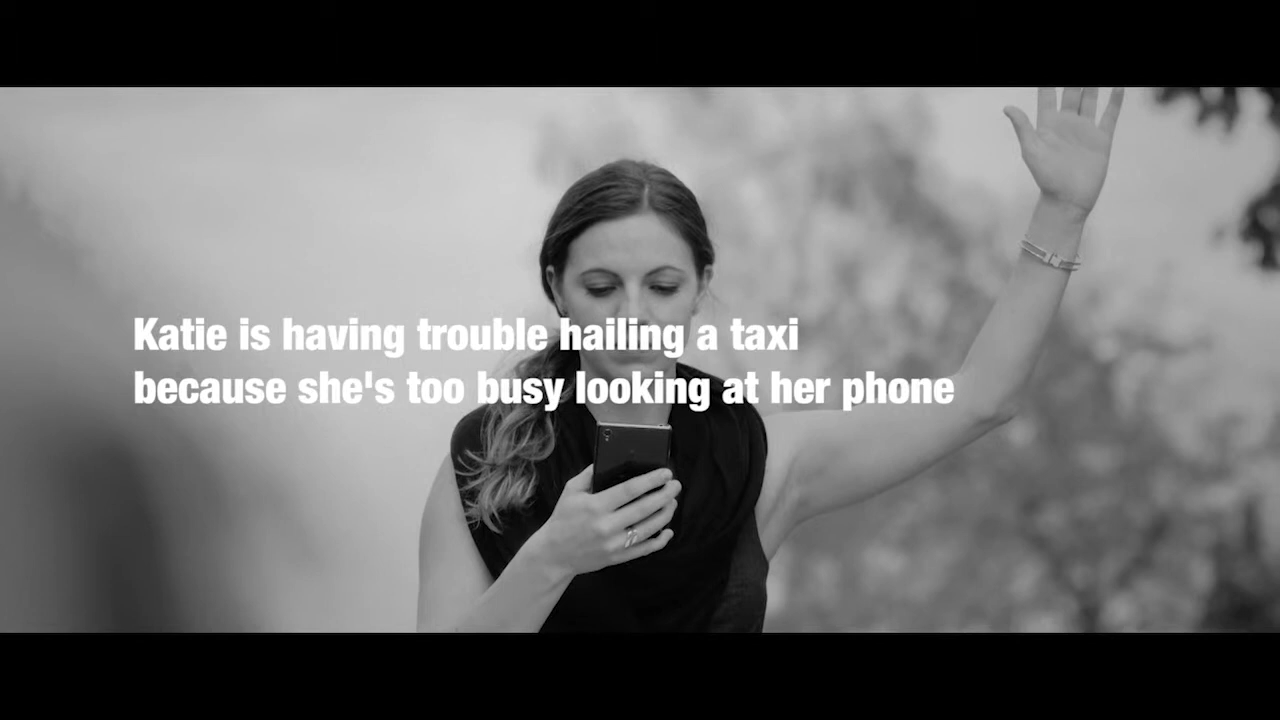 Katie is having trouble hailing a taxi
because she's too busy looking at her phone